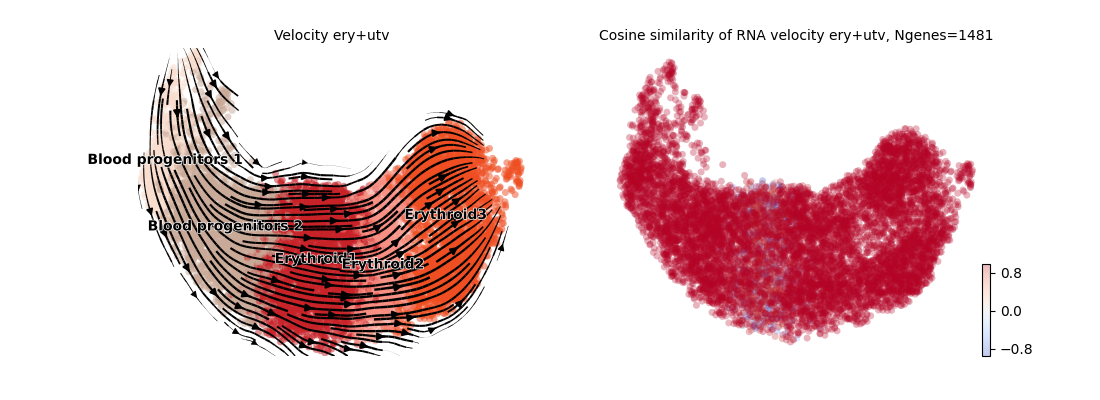 Velocity ery+utv
Cosine similarity of RNA velocity ery+utv, Ngenes=1481
Blood progenitors 1
Blood progenitors 2
Erythroid3
Erythroid1
Erythroid2
0.8
0.0
−0.8